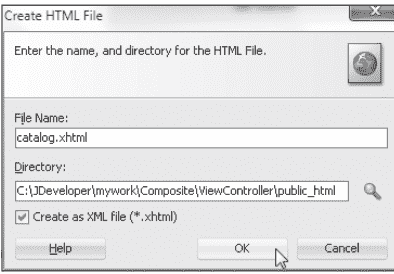 Create HTML File
Enter the name, and directory for the HTML File.
File Name:
catalog.xhtml
Directory:
C:\JDeveloper\mywork\Composite\ViewController\public_html
Create as XML file (*.xhtml)
Help OK Cancel